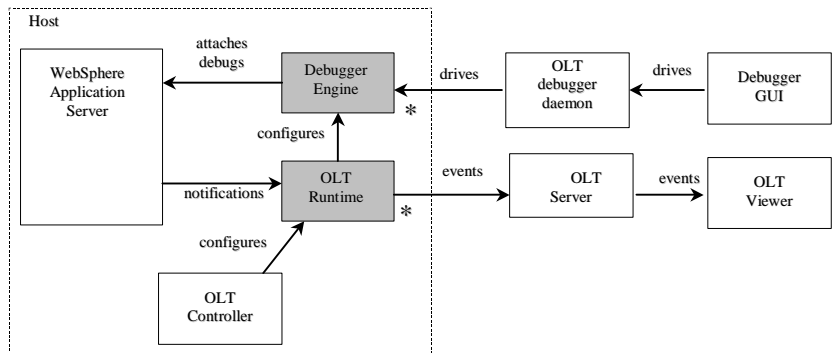 Host
attaches
debugs
WebSphere
Application
Server
Debugger
Engine
*
drives
OLT
debugger
daemon
drives
Debugger
GUI
configures
notifications
OLT
Runtime
*
events
OLT
Server
events
OLT
Viewer
configures
OLT
Controller